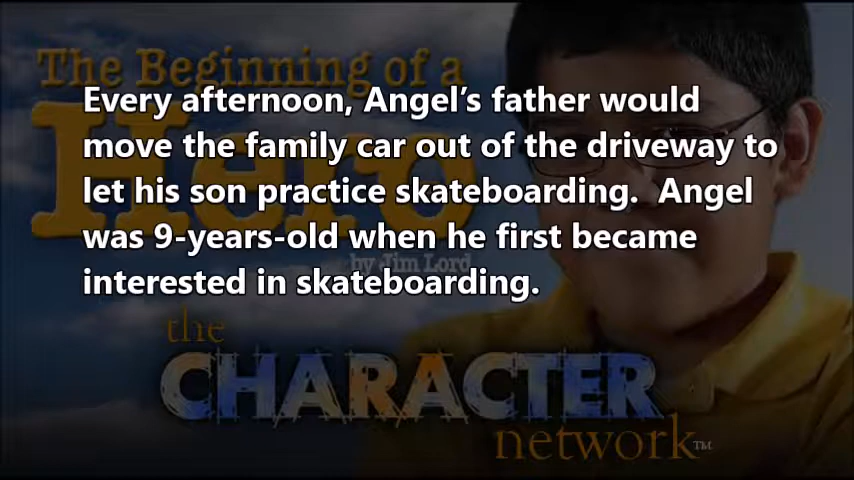 The Beginning of a
Hero
by Jim Lord
Every afternoon, Angel’s father would
move the family car out of the driveway to
let his son practice skateboarding.  Angel
was 9-years-old when he first became
interested in skateboarding.
the
CHARACTER
network™